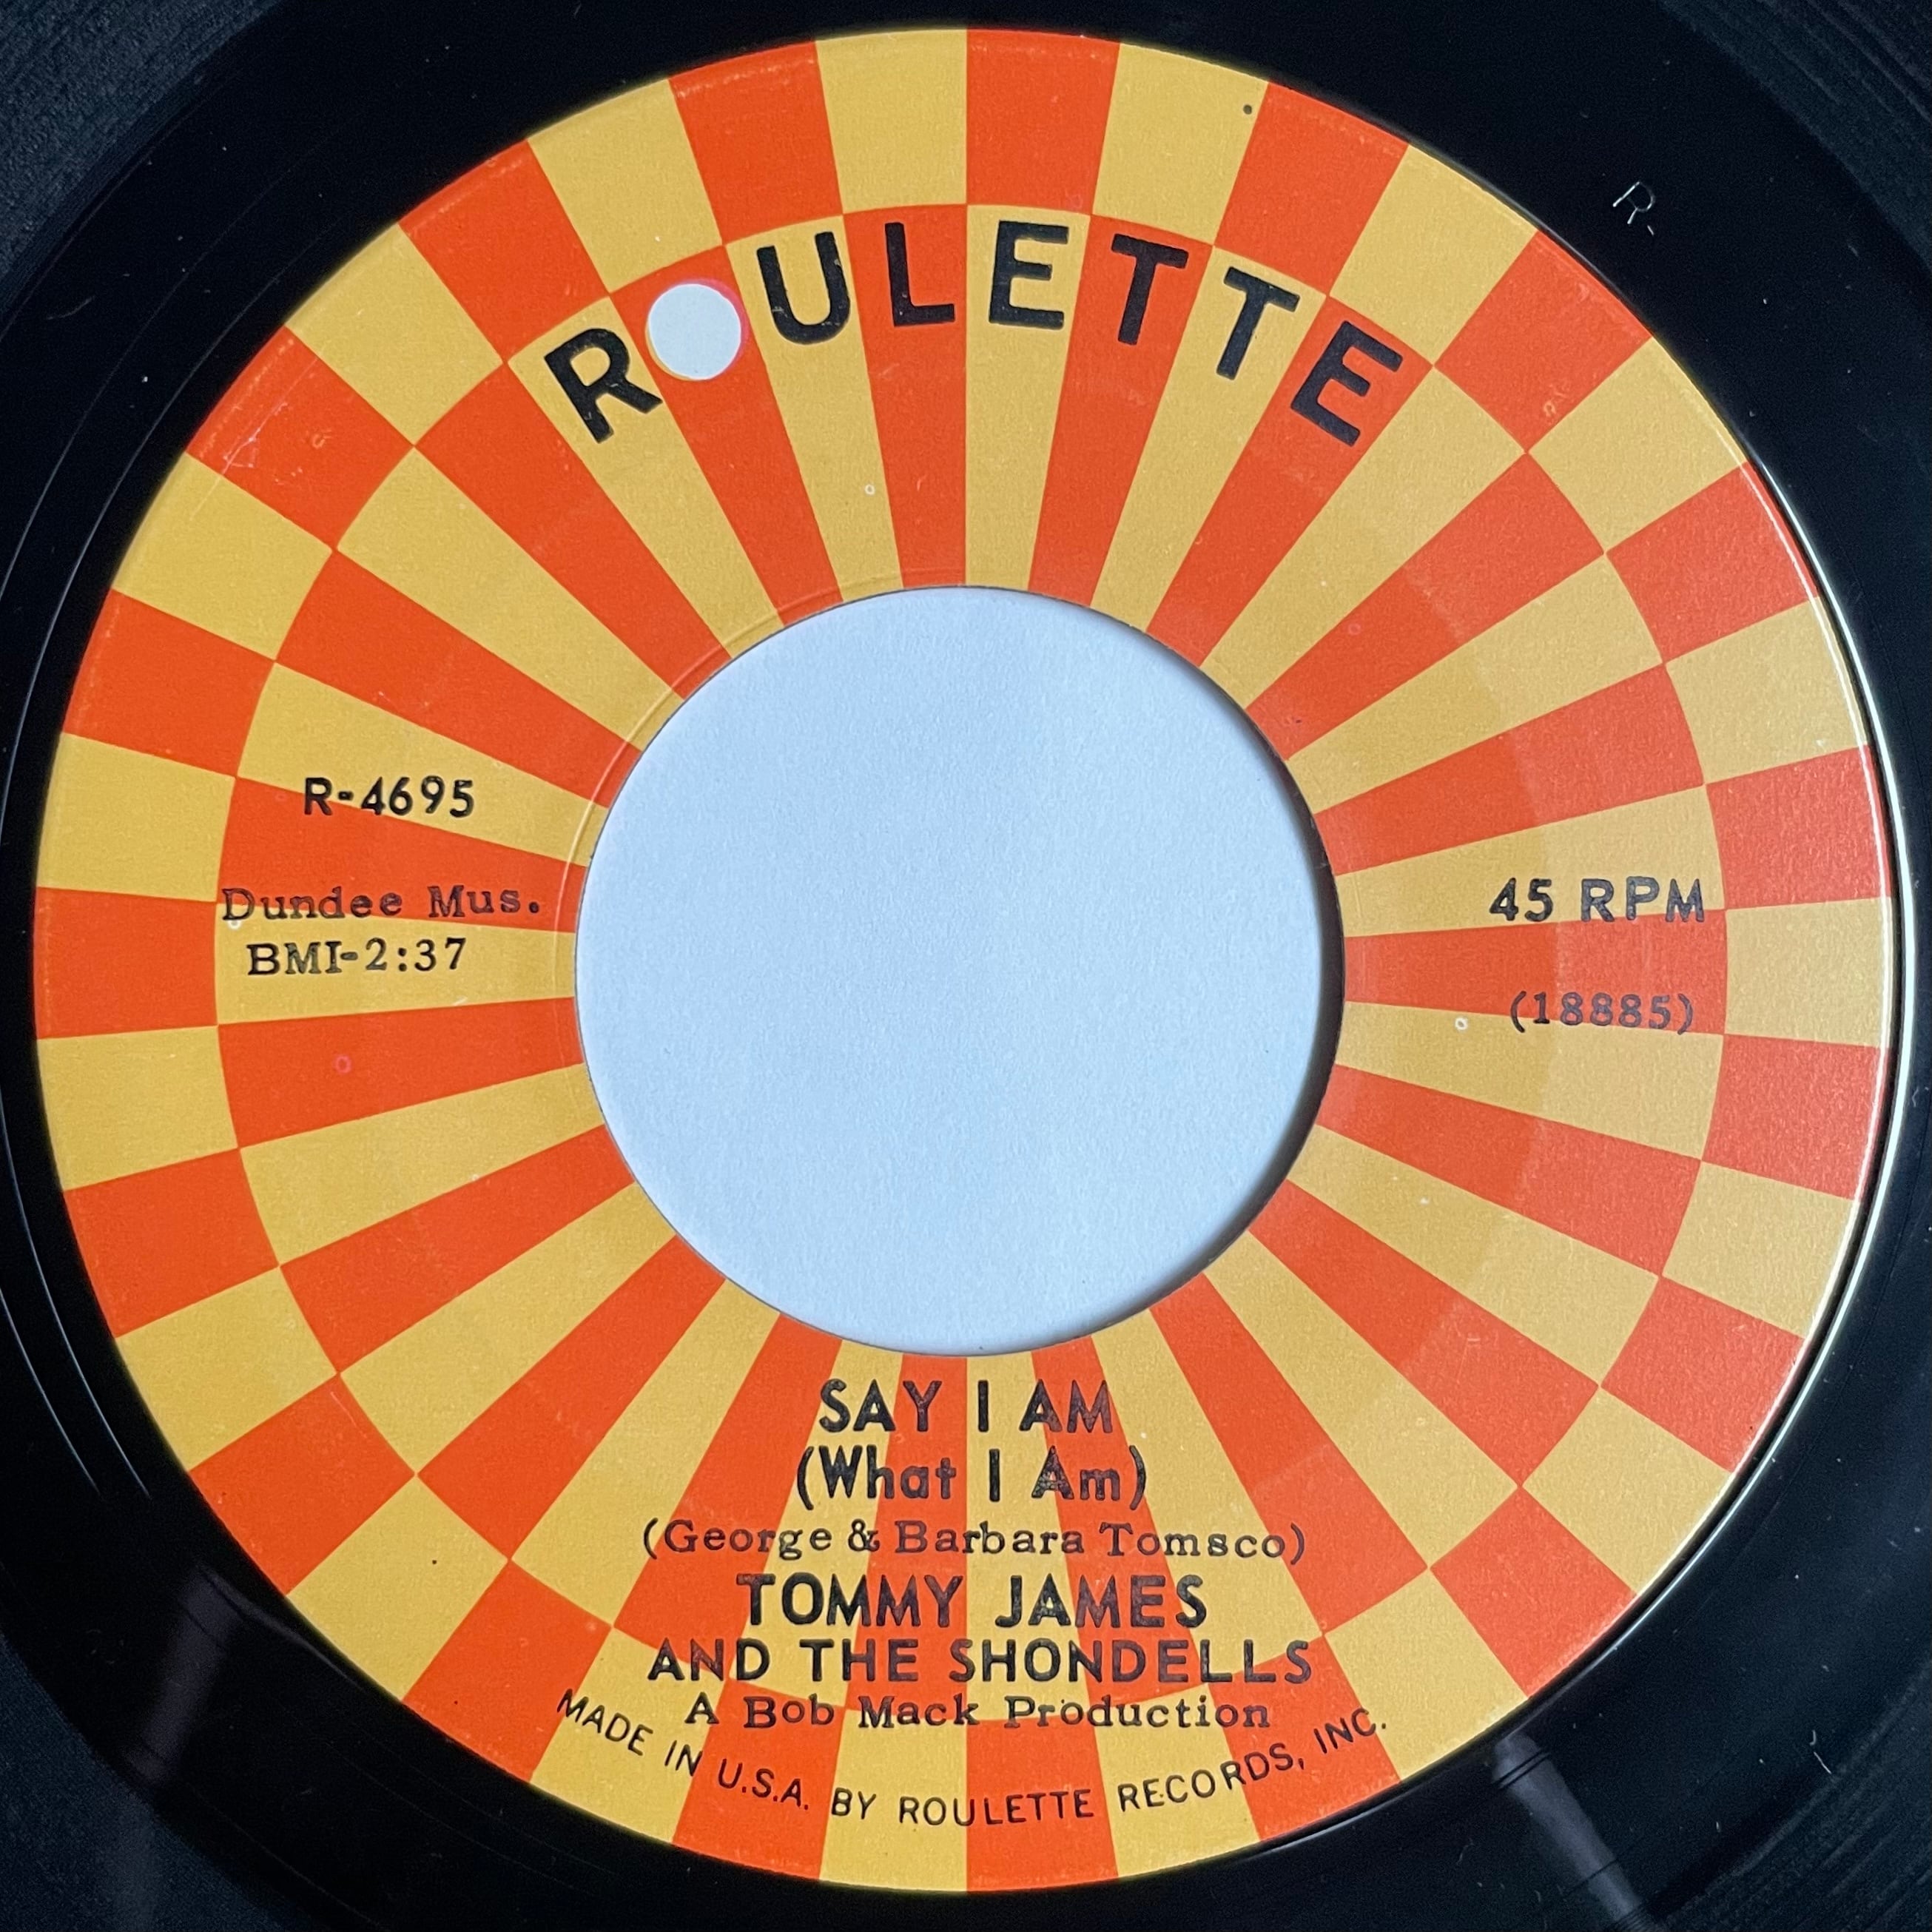 R-
ROULETTE
R-4695
Dundee Mus.
BMI-2:37
45 RPM
(18885)
SAY I AM
(What I Am)
(George & Barbara Tomsco)
TOMMY JAMES
AND THE SHONDELLS
A Bob Mack Production
MADE IN U.S.A. BY ROULETTE RECORDS, INC.